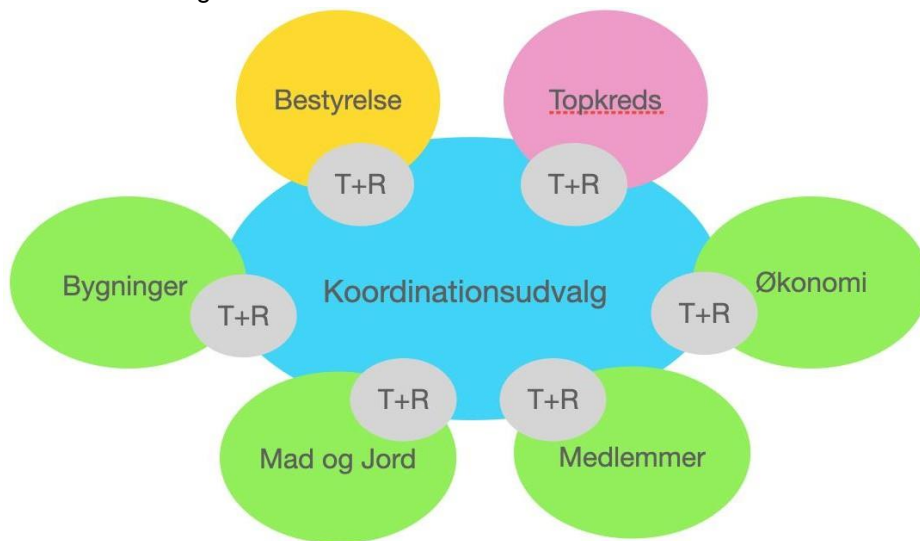 Bestyrelse
Topkreds
T+R
T+R
Bygninger
Økonomi
T+R
Koordinationsudvalg
T+R
T+R
T+R
Mad og Jord
Medlemmer